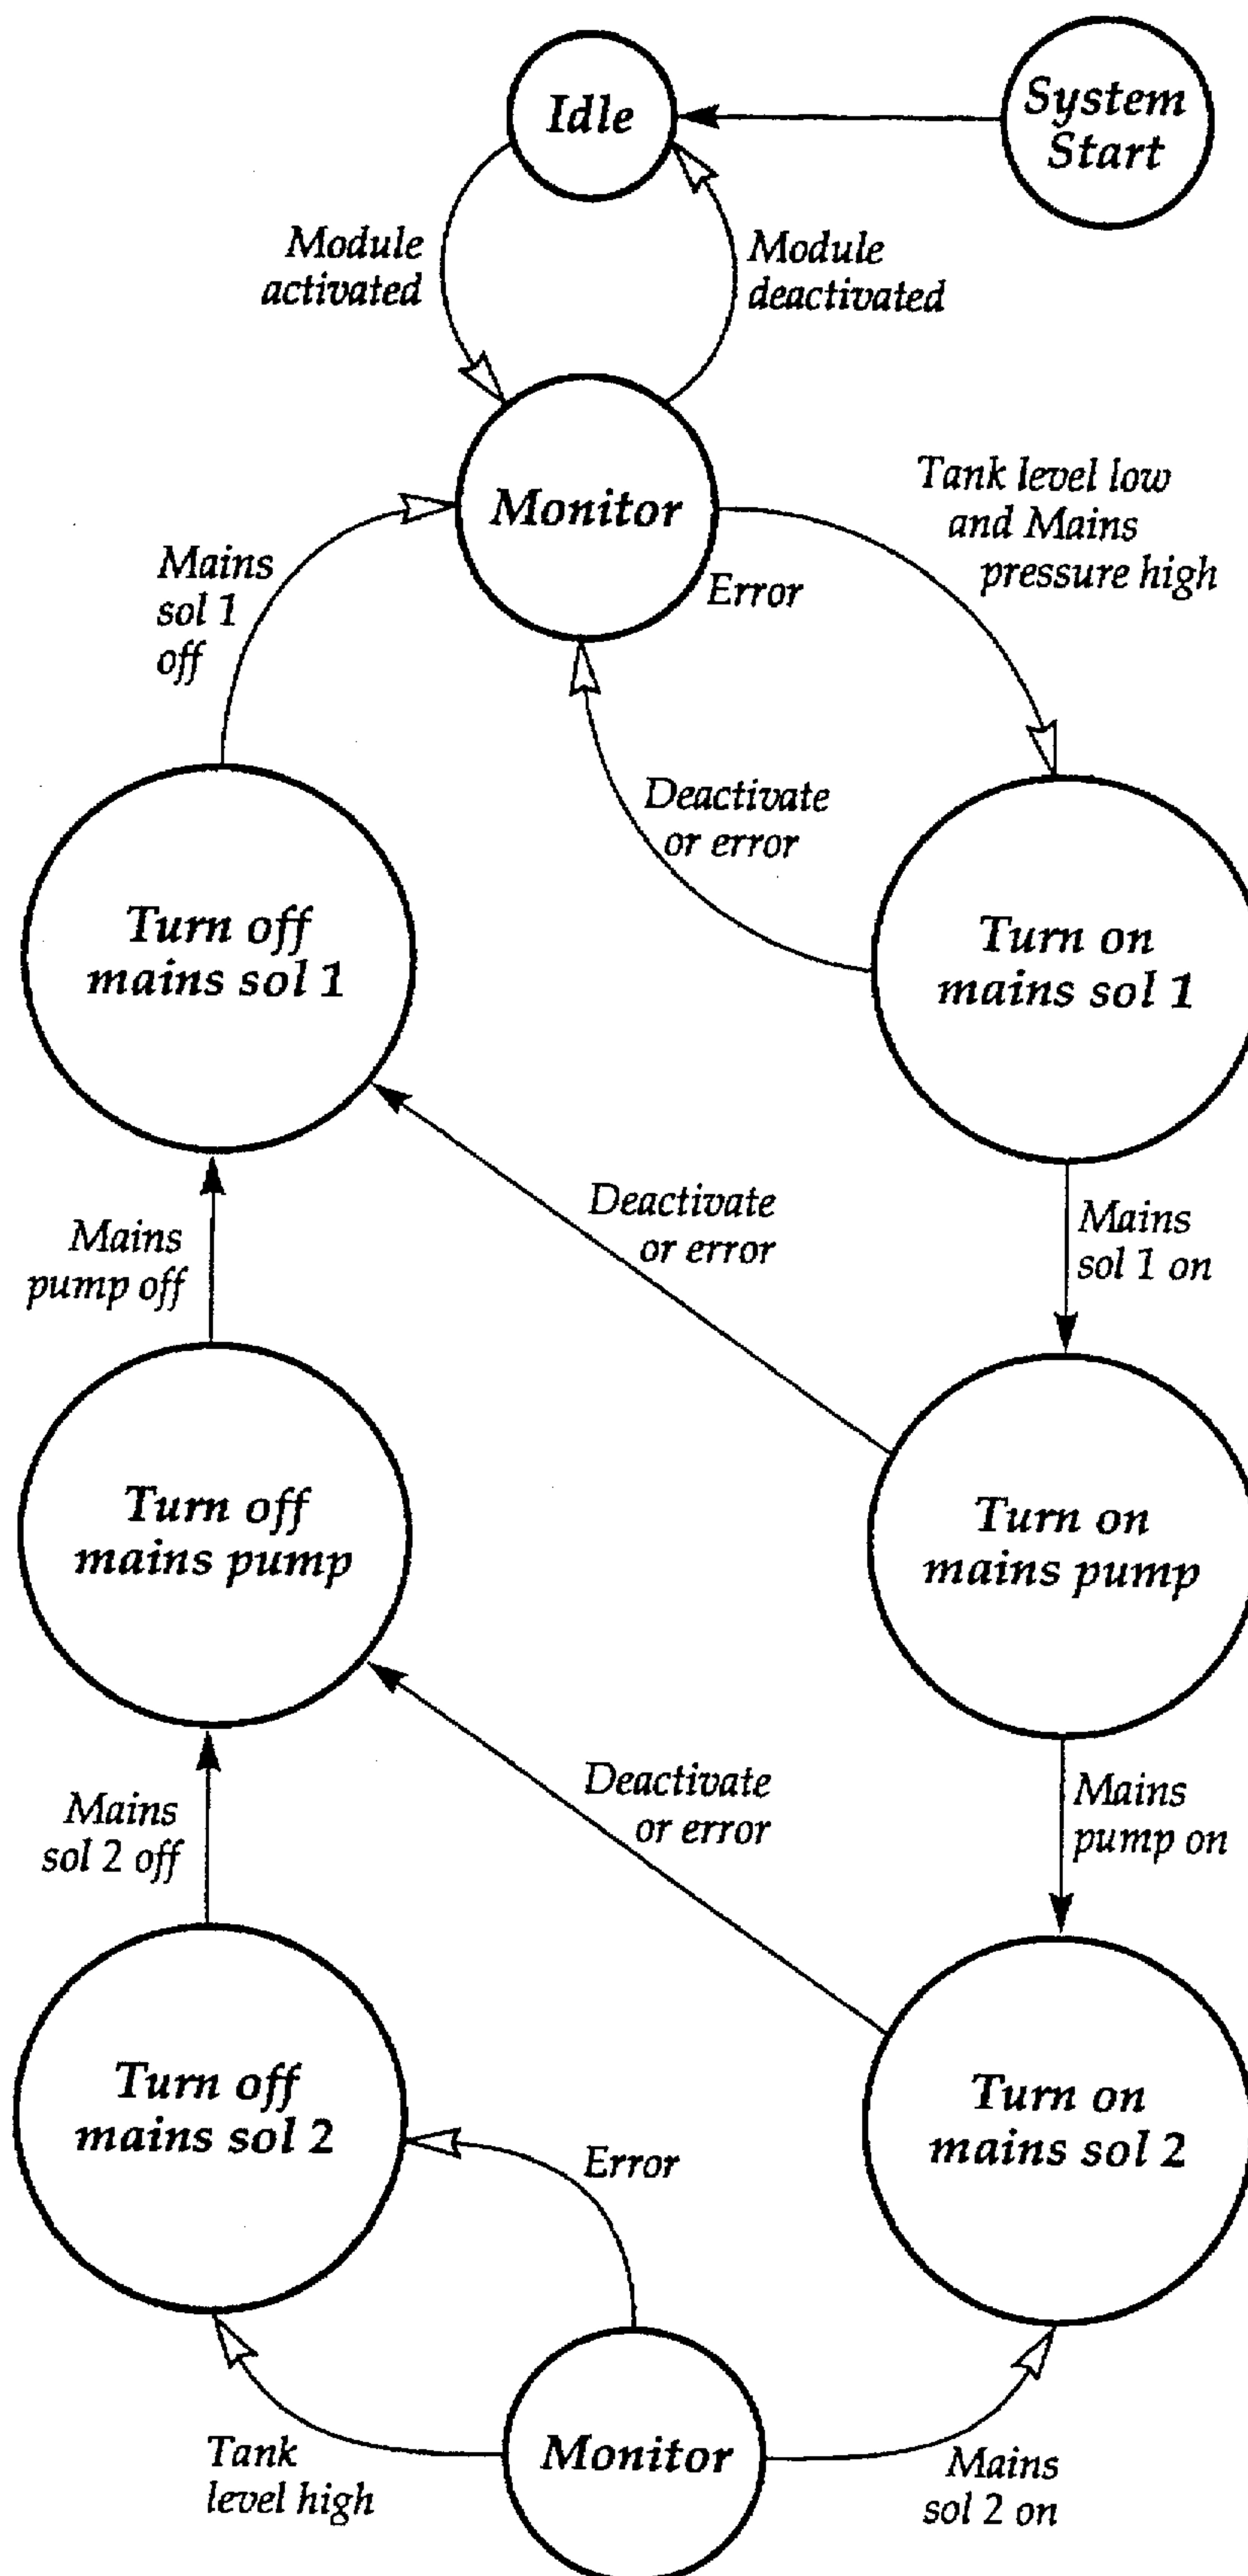 Idle
System
Start
Module
activated
Module
deactivated
Monitor
Tank level low
and Mains
pressure high
Error
Mains
sol 1
off
Deactivate
or error
Turn off
mains sol 1
Turn on
mains sol 1
Deactivate
or error
Mains
sol 1 on
Mains
pump off
Turn off
mains pump
Turn on
mains pump
Deactivate
or error
Mains
pump on
Mains
sol 2 off
Turn off
mains sol 2
Turn on
mains sol 2
Error
Tank
level high
Monitor
Mains
sol 2 on